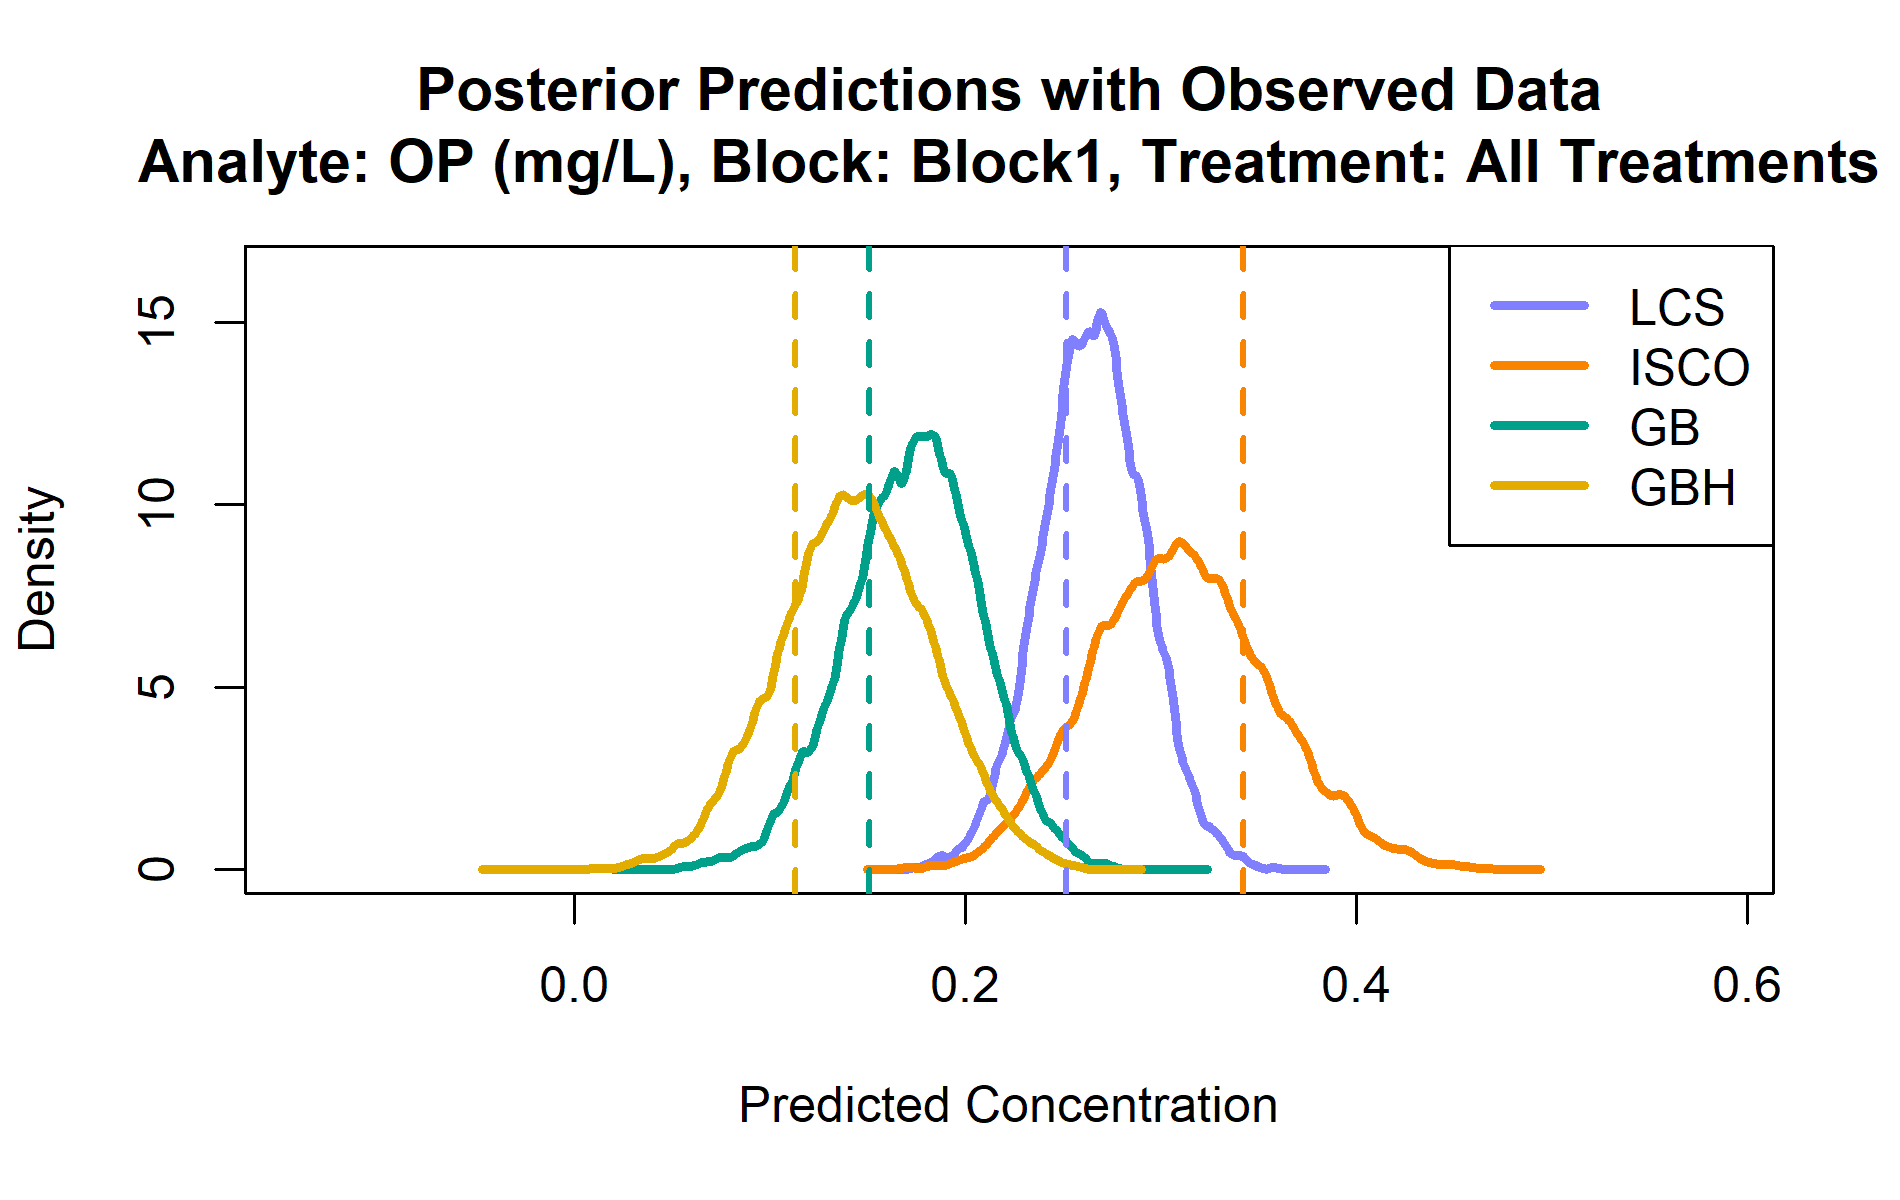 Posterior Predictions with Observed Data
Analyte: OP (mg/L), Block: Block1, Treatment: All Treatments
LCS
ISCO
GB
GBH
Density
15
10
5
0
0.0
0.2
0.4
0.6
Predicted Concentration